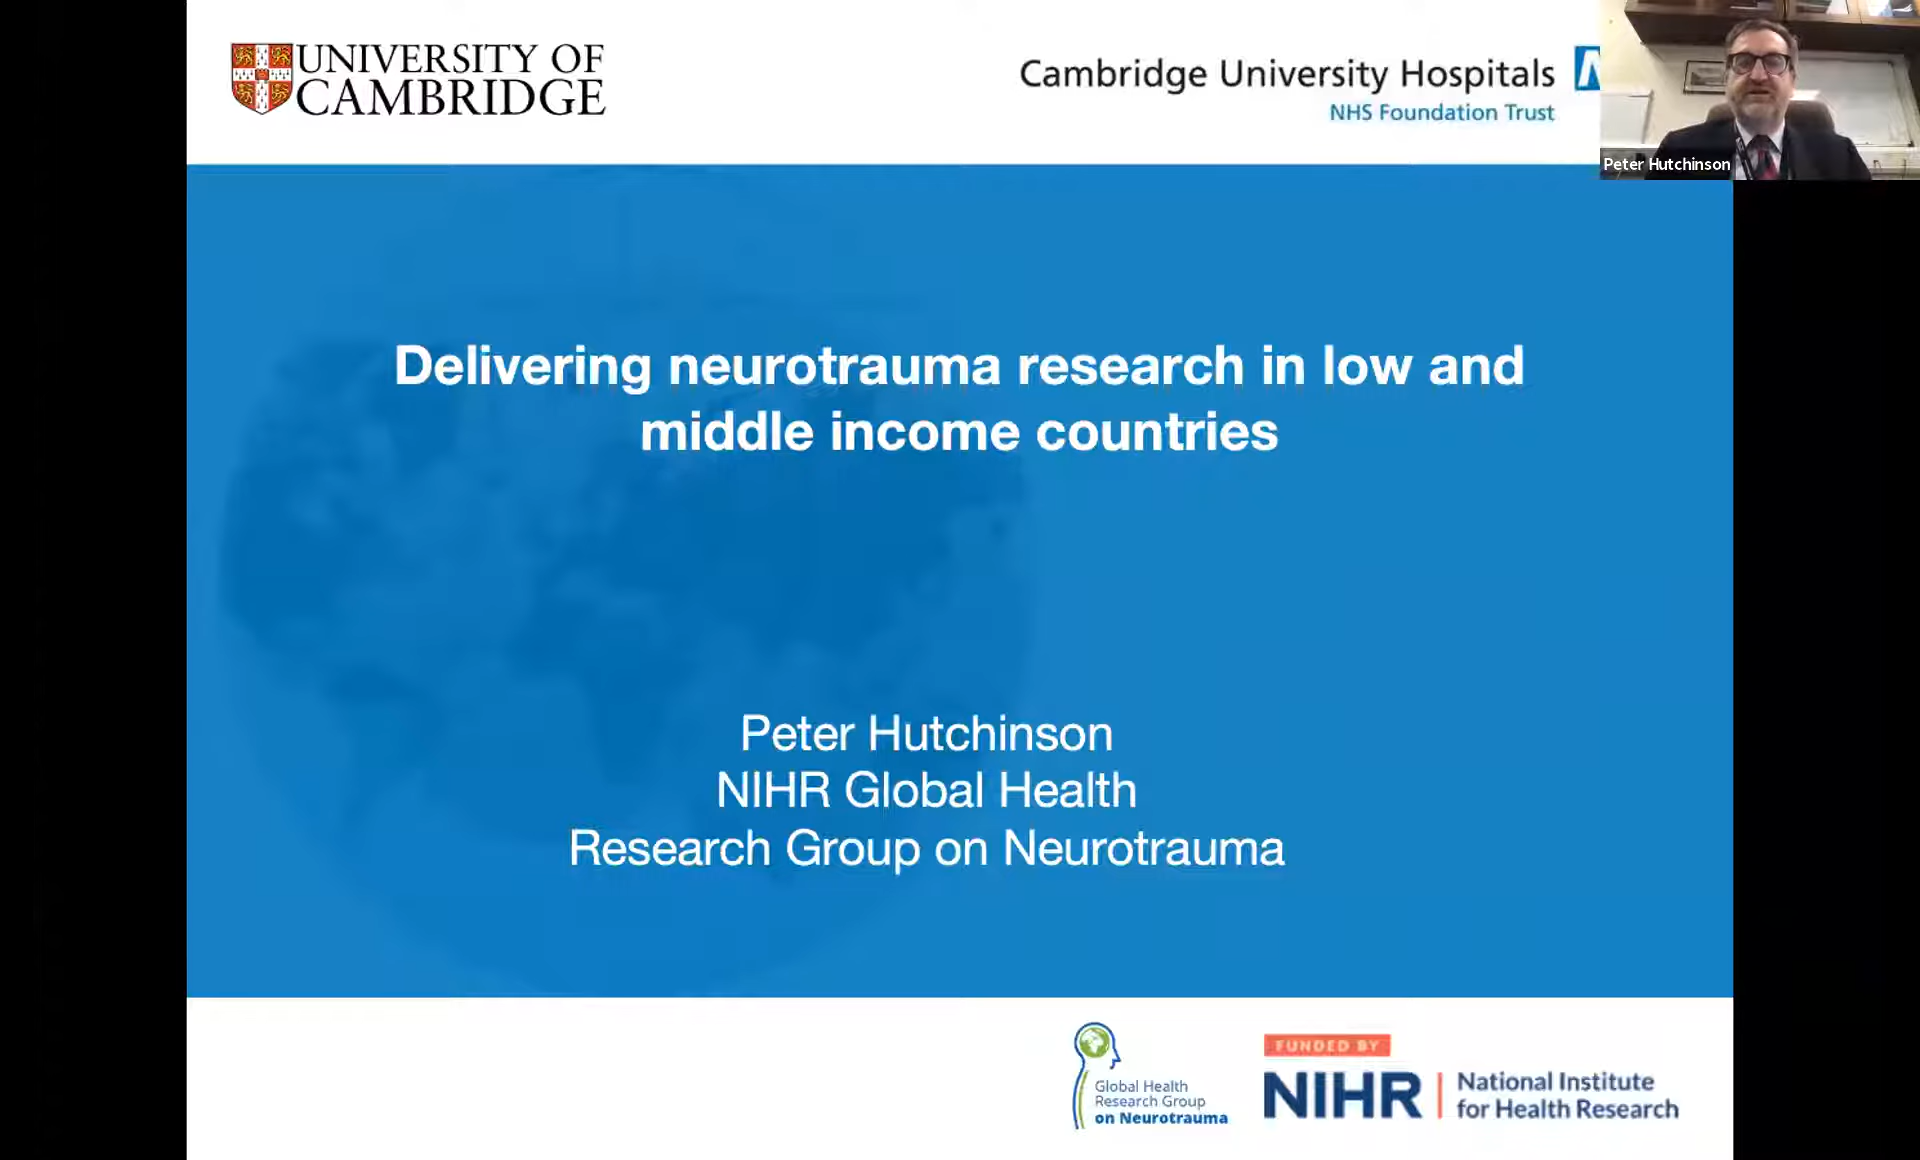 UNIVERSITY OF
CAMBRIDGE
Cambridge University Hospitals
NHS Foundation Trust
Peter Hutchinson
Delivering neurotrauma research in low and
middle income countries
Peter Hutchinson
NIHR Global Health
Research Group on Neurotrauma
Global Health
Research Group
on Neurotrauma
FUNDED BY
NIHR
National Institute
for Health Research